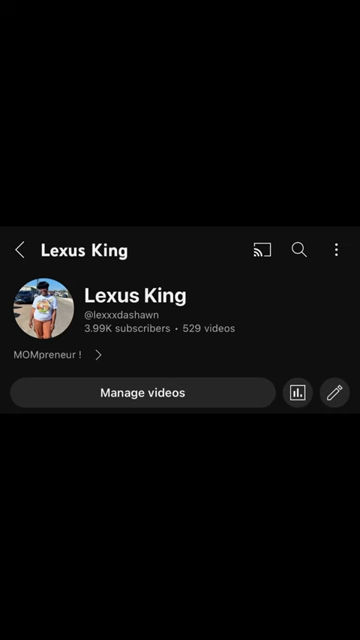 Lexus King
Lexus King
@lexxxdashawn
3.99K subscribers • 529 videos
MOMpreneur !
Manage videos